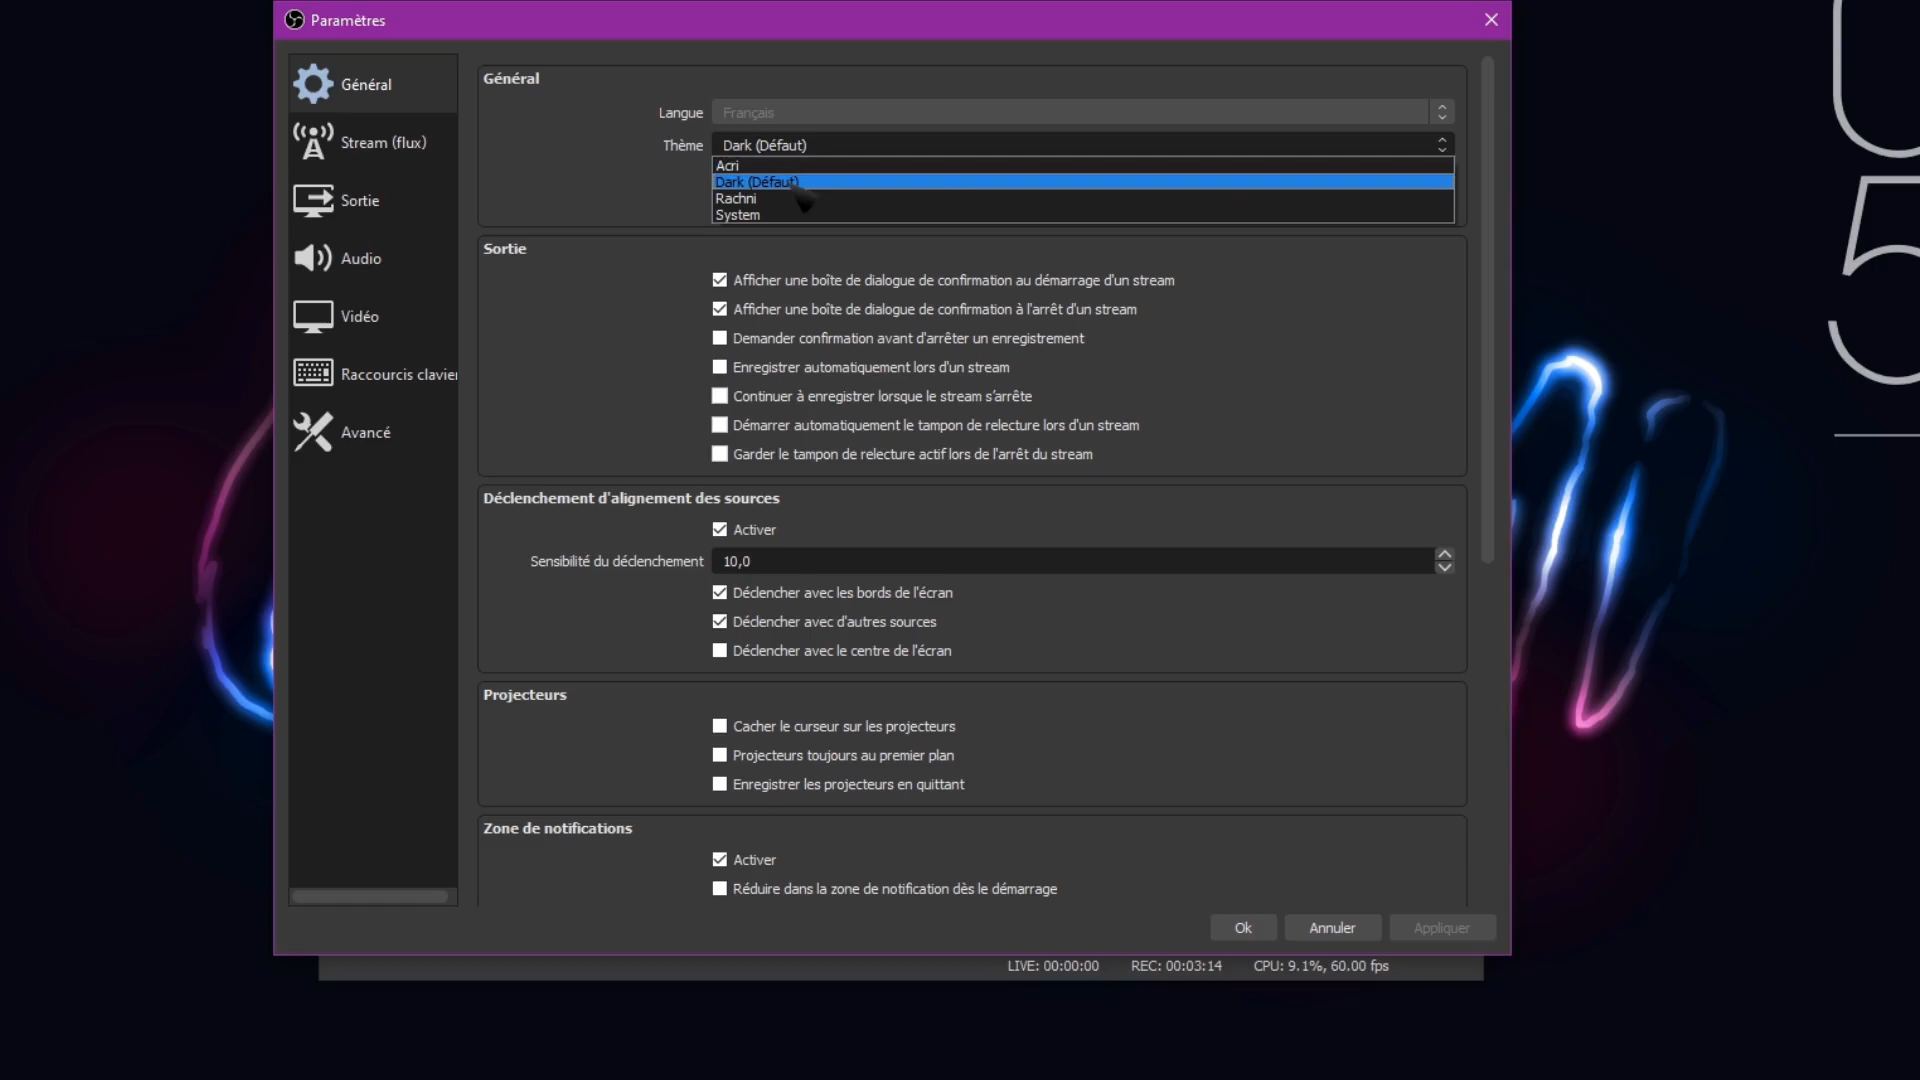 Paramètres
Général
Stream (flux)
Sortie
Audio
Vidéo
Raccourcis clavier
Avancé
Général
Langue Français
Thème Dark (Défaut)
Acri
Dark (Défaut)
Rachni
System
Sortie
Afficher une boîte de dialogue de confirmation au démarrage d'un stream
Afficher une boîte de dialogue de confirmation à l'arrêt d'un stream
Demander confirmation avant d'arrêter un enregistrement
Enregistrer automatiquement lors d'un stream
Continuer à enregistrer lorsque le stream s'arrête
Démarrer automatiquement le tampon de relecture lors d'un stream
Garder le tampon de relecture actif lors de l'arrêt du stream
Déclenchement d'alignement des sources
Activer
Sensibilité du déclenchement 10,0
Déclencher avec les bords de l'écran
Déclencher avec d'autres sources
Déclencher avec le centre de l'écran
Projecteurs
Cacher le curseur sur les projecteurs
Projecteurs toujours au premier plan
Enregistrer les projecteurs en quittant
Zone de notifications
Activer
Réduire dans la zone de notification dès le démarrage
Ok Annuler Appliquer
LIVE: 00:00:00 REC: 00:03:14 CPU: 9.1%, 60.00 fps
5